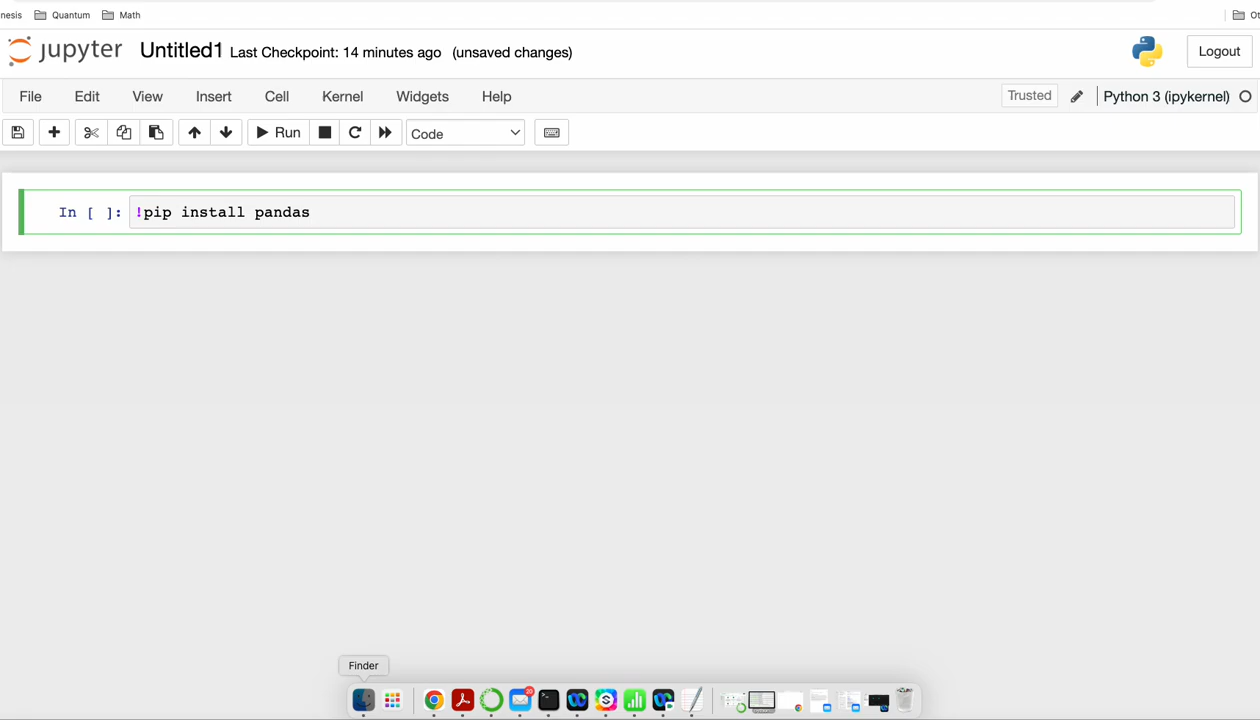 nesis Quantum Math Ot
jupyter Untitled1 Last Checkpoint: 14 minutes ago (unsaved changes) Logout
File Edit View Insert Cell Kernel Widgets Help Trusted Python 3 (ipykernel)
Run Code
In [ ]: !pip install pandas
Finder
20